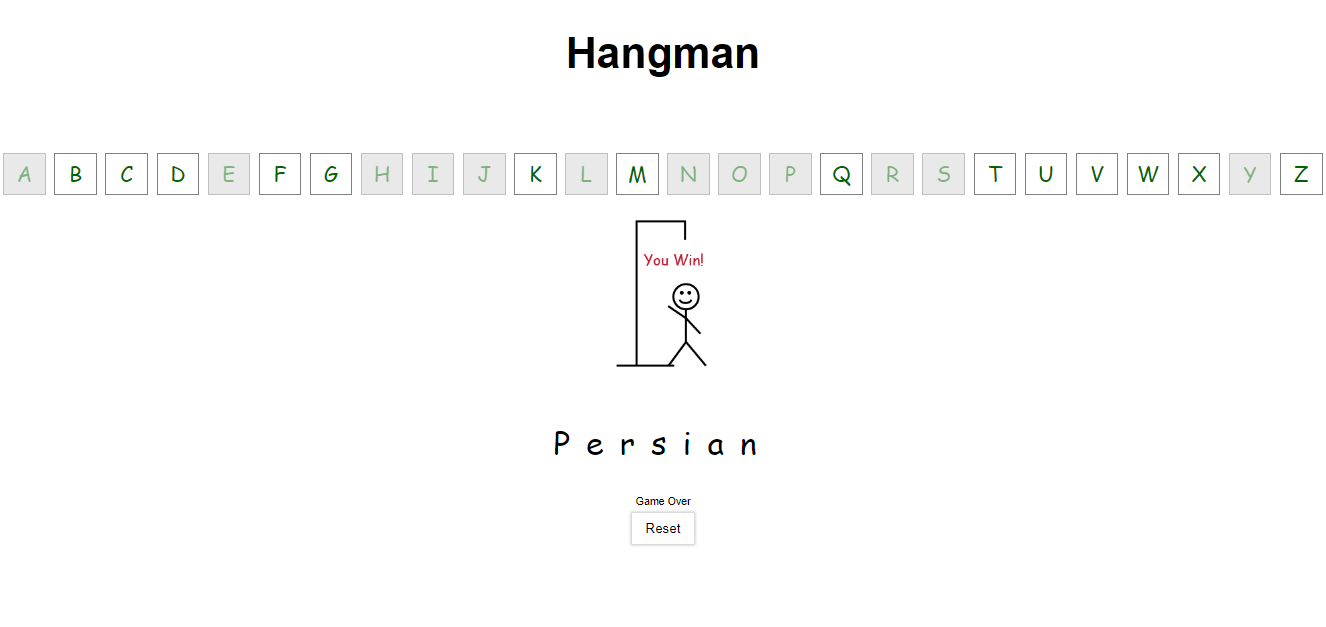 Hangman
A B C D E F G H I J K L M N O P Q R S T U V W X Y Z
You Win!
P e r s i a n
Game Over
Reset